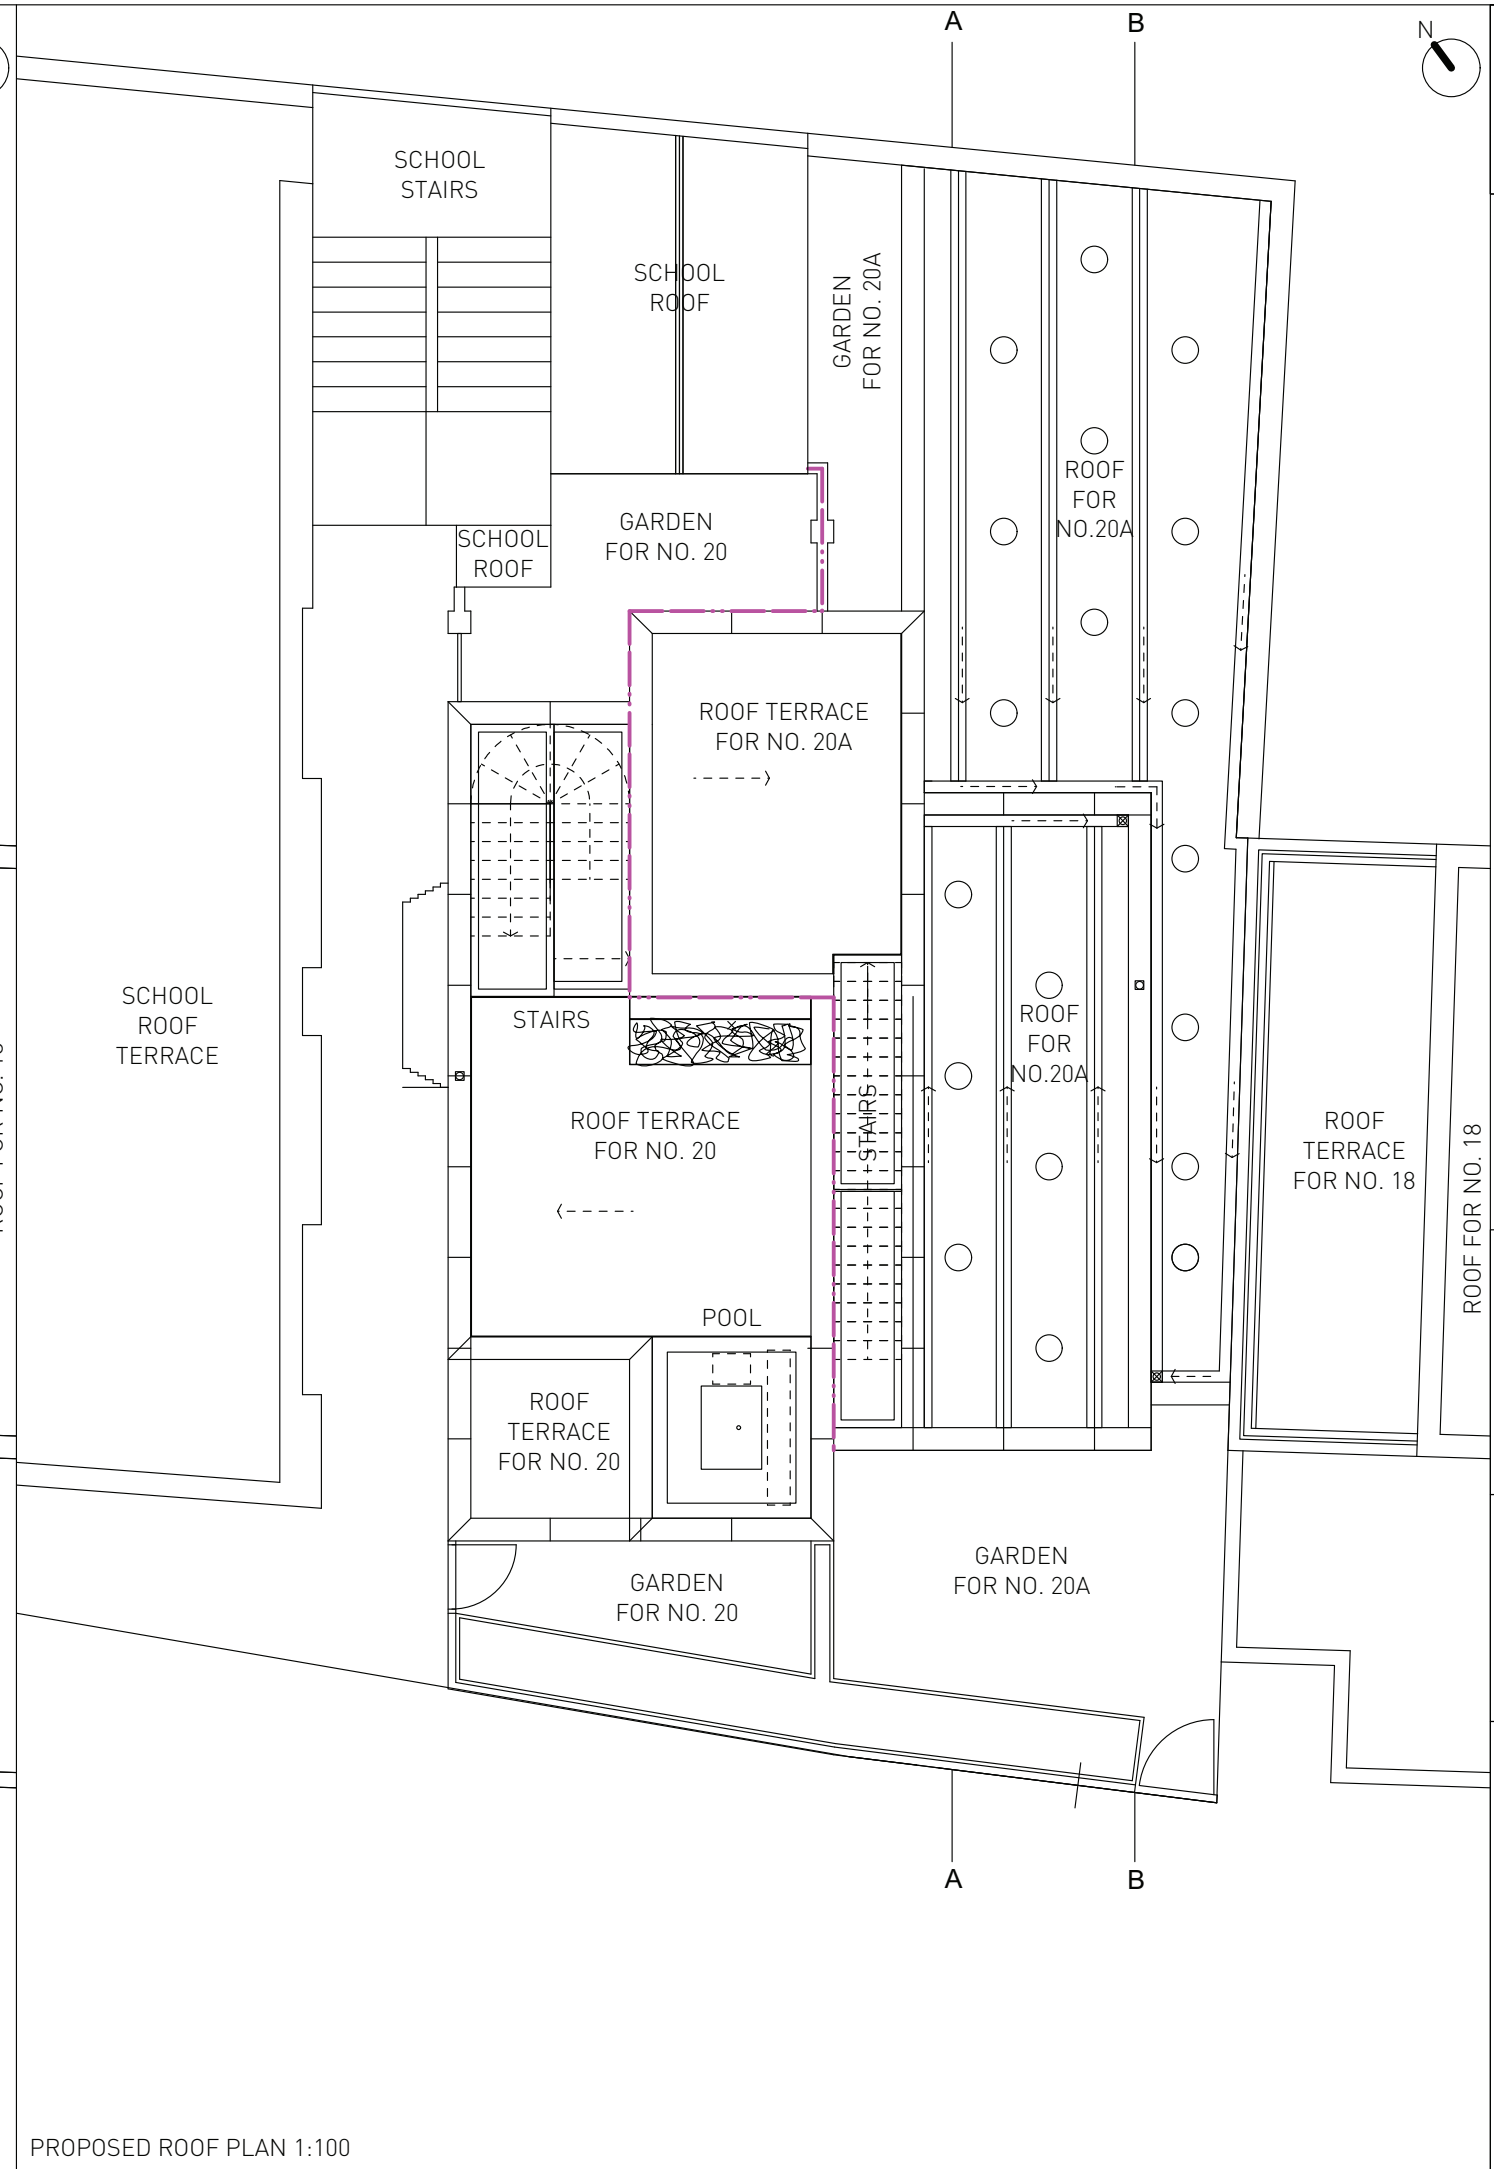 A
B
N
SCHOOL
STAIRS
SCHOOL
ROOF
GARDEN
FOR NO. 20A
ROOF
FOR
NO.20A
GARDEN
FOR NO. 20
SCHOOL
ROOF
ROOF TERRACE
FOR NO. 20A
SCHOOL
ROOF
TERRACE
STAIRS
ROOF
FOR
NO.20A
ROOF TERRACE
FOR NO. 20
STAIRS
ROOF
TERRACE
FOR NO. 18
ROOF FOR NO. 18
POOL
ROOF
TERRACE
FOR NO. 20
GARDEN
FOR NO. 20
GARDEN
FOR NO. 20A
A
B
PROPOSED ROOF PLAN 1:100